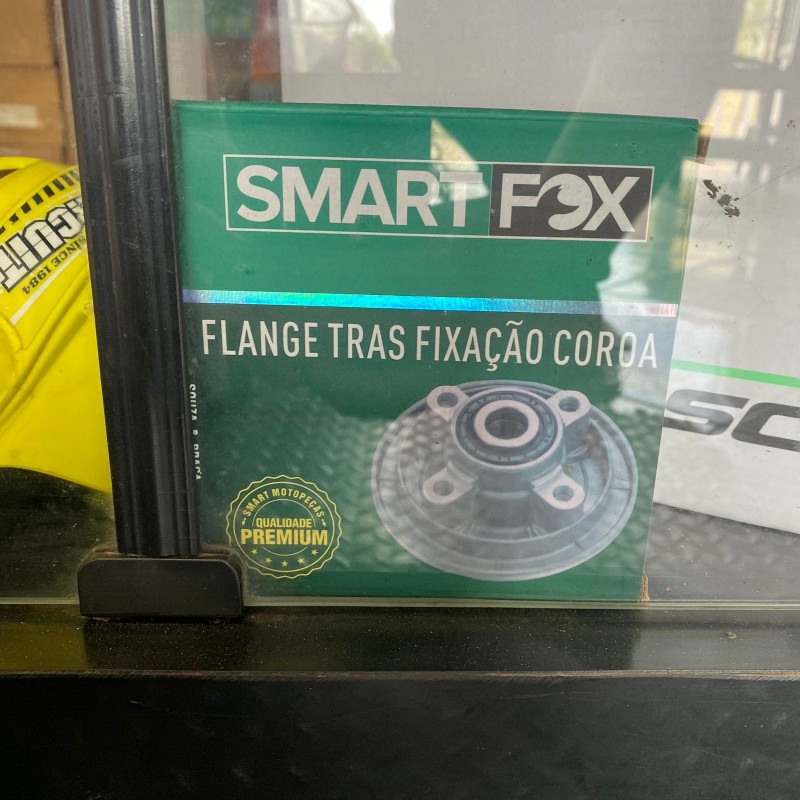 SMART FOX
FLANGE TRAS FIXAÇÃO COROA
SMART MOTOPEÇAS
QUALIDADE
PREMIUM
SINCE 1984